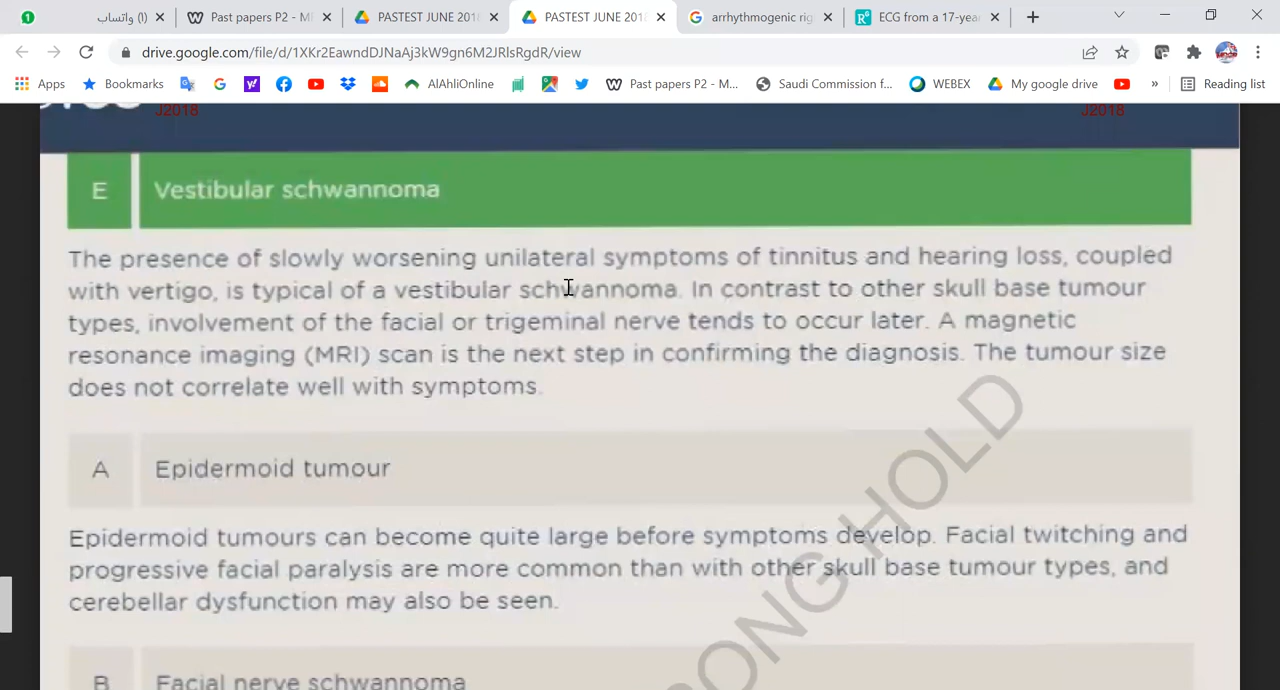 (1) واتساب
Past papers P2 - M
PASTEST JUNE 2018
PASTEST JUNE 2018
arrhythmogenic rig
ECG from a 17-yea
drive.google.com/file/d/1XKr2EawndDJNaAj3kW9gn6M2JRlsRgdR/view
Apps
Bookmarks
AlAhliOnline
Past papers P2 - M...
Saudi Commission f...
WEBEX
My google drive
»
Reading list
J2018
J2018
E Vestibular schwannoma
The presence of slowly worsening unilateral symptoms of tinnitus and hearing loss, coupled
with vertigo, is typical of a vestibular schwannoma. In contrast to other skull base tumour
types, involvement of the facial or trigeminal nerve tends to occur later. A magnetic
resonance imaging (MRI) scan is the next step in confirming the diagnosis. The tumour size
does not correlate well with symptoms.
A Epidermoid tumour
Epidermoid tumours can become quite large before symptoms develop. Facial twitching and
progressive facial paralysis are more common than with other skull base tumour types, and
cerebellar dysfunction may also be seen.
B Facial nerve schwannoma
ONG HOLD